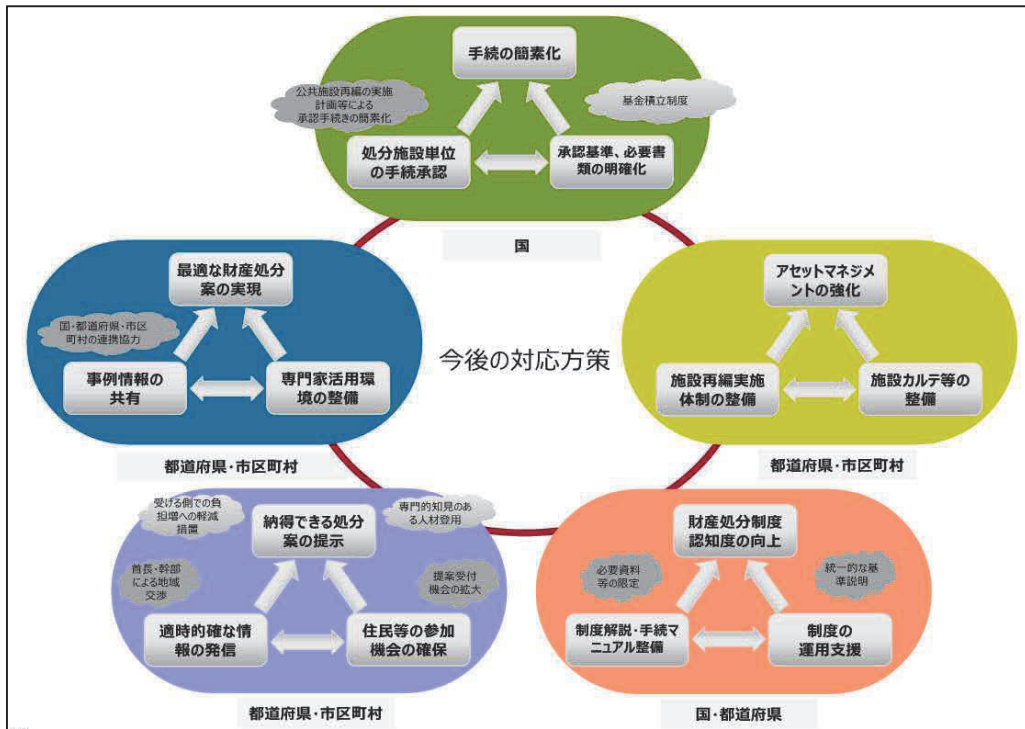 手続の簡素化
公共施設再編の実施
計画等による
承認手続きの簡素化
基金積立制度
処分施設単位
の手続承認
承認基準、必要書
類の明確化
国
最適な財産処分
案の実現
国・都道府県・市区
町村の連携協力
事例情報の
共有
専門家活用環
境の整備
都道府県・市区町村
今後の対応方策
アセットマネジメ
ントの強化
施設再編実施
体制の整備
施設カルテ等の
整備
都道府県・市区町村
受ける側での負
担増への軽減
措置
納得できる処分
案の提示
専門的知見のあ
る人材登用
首長・幹部
による地域
交渉
提案受付
機会の拡大
適時的確な情
報の発信
住民等の参加
機会の確保
都道府県・市区町村
財産処分制度
認知度の向上
必要資料
等の限定
統一的な基
準説明
制度解説・手続マ
ニュアル整備
制度の
運用支援
国・都道府県